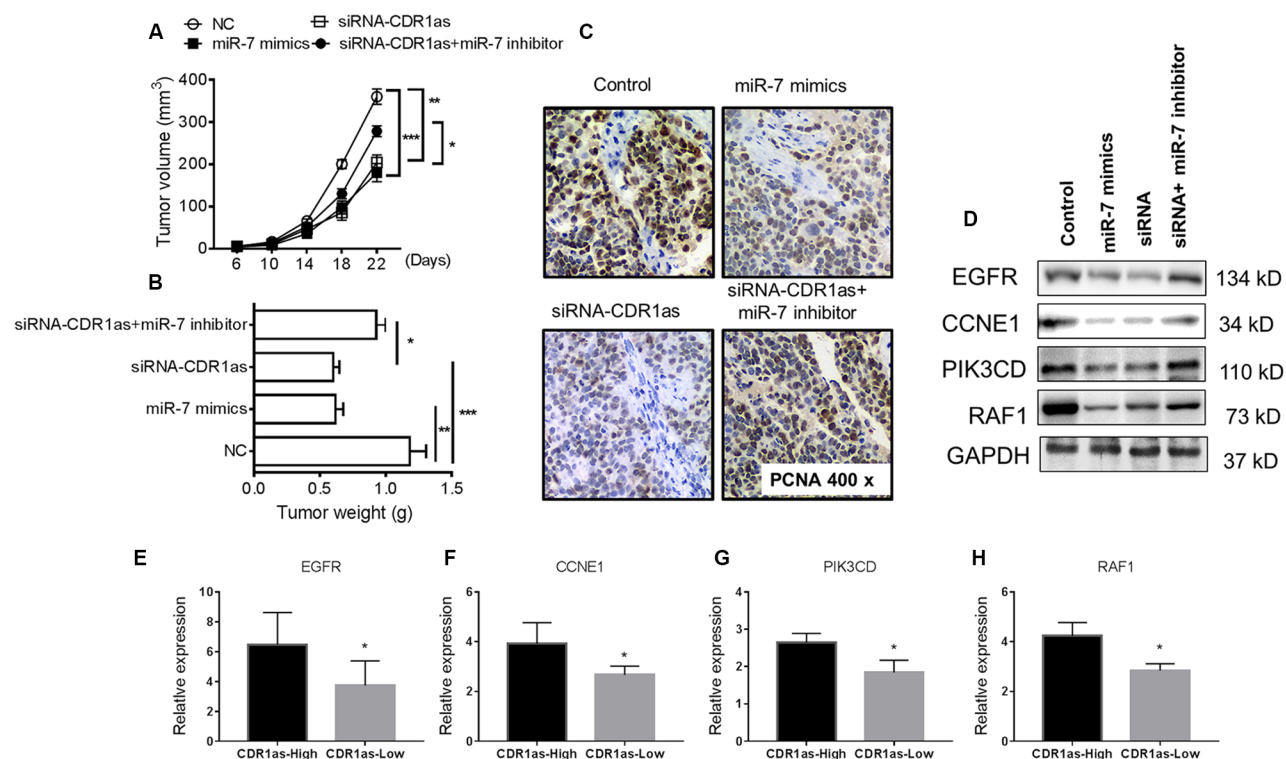 A
NC
siRNA-CDR1as
miR-7 mimics
siRNA-CDR1as+miR-7 inhibitor
Tumor volume (mm3)
400
300
200
100
0
6 10 14 18 22 (Days)
**
***
*
B
siRNA-CDR1as+miR-7 inhibitor
siRNA-CDR1as
miR-7 mimics
NC
*
**
***
0.0 0.5 1.0 1.5
Tumor weight (g)
C
Control
miR-7 mimics
siRNA-CDR1as
siRNA-CDR1as+
miR-7 inhibitor
PCNA 400 x
D
Control
miR-7 mimics
siRNA
siRNA+ miR-7 inhibitor
EGFR 134 kD
CCNE1 34 kD
PIK3CD 110 kD
RAF1 73 kD
GAPDH 37 kD
E
EGFR
Relative expression
10
8
6
4
2
0
*
CDR1as-High CDR1as-Low
F
CCNE1
Relative expression
6
4
2
0
*
CDR1as-High CDR1as-Low
G
PIK3CD
Relative expression
4
3
2
1
0
*
CDR1as-High CDR1as-Low
H
RAF1
Relative expression
6
4
2
0
*
CDR1as-High CDR1as-Low